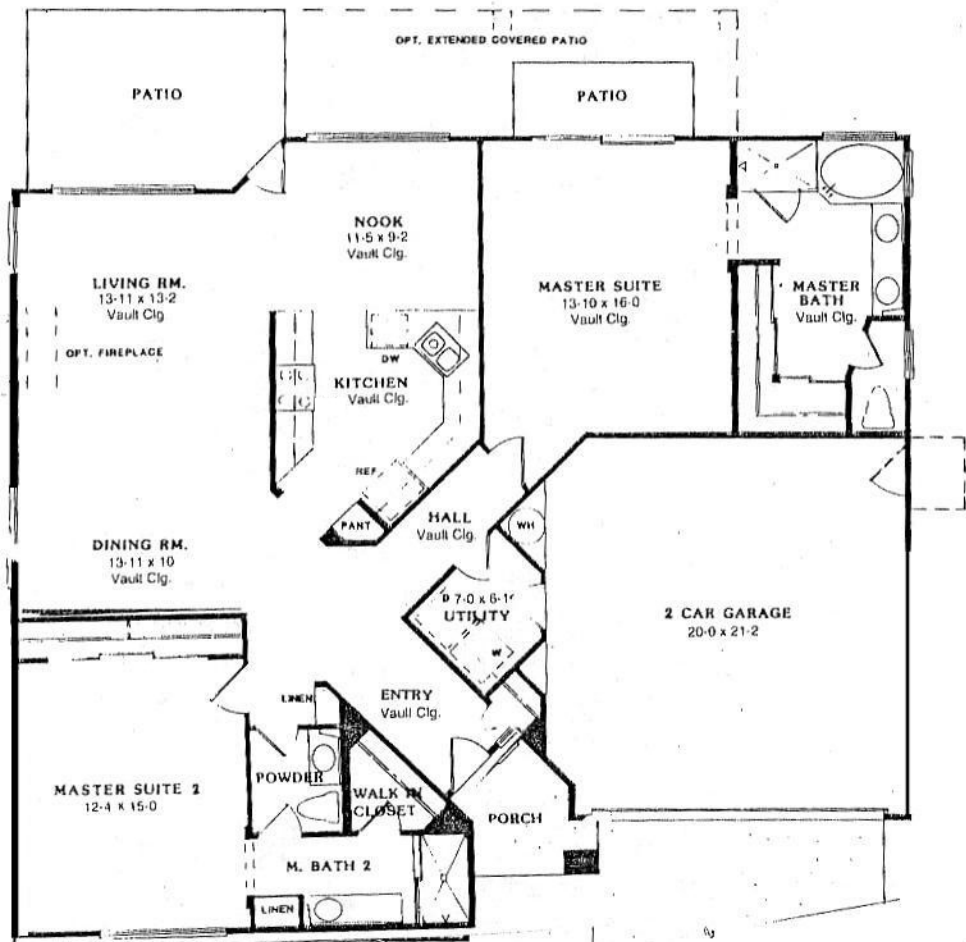 OPT. EXTENDED COVERED PATIO
PATIO
PATIO
NOOK
11-5 x 9-2
Vault Clg.
LIVING RM.
13-11 x 13-2
Vault Clg
MASTER SUITE
13-10 x 16-0
Vault Clg.
MASTER
BATH
Vault Clg.
OPT. FIREPLACE
DW
KITCHEN
Vault Clg.
REF.
PANT
HALL
Vault Clg.
WH
DINING RM.
13-11 x 10
Vault Clg.
D 7-0 x 6-1
UTILITY
W
2 CAR GARAGE
20-0 x 21-2
LINEN
ENTRY
Vault Clg.
MASTER SUITE 2
12-4 x 15-0
POWDER
WALK IN
CLOSET
PORCH
M. BATH 2
LINEN